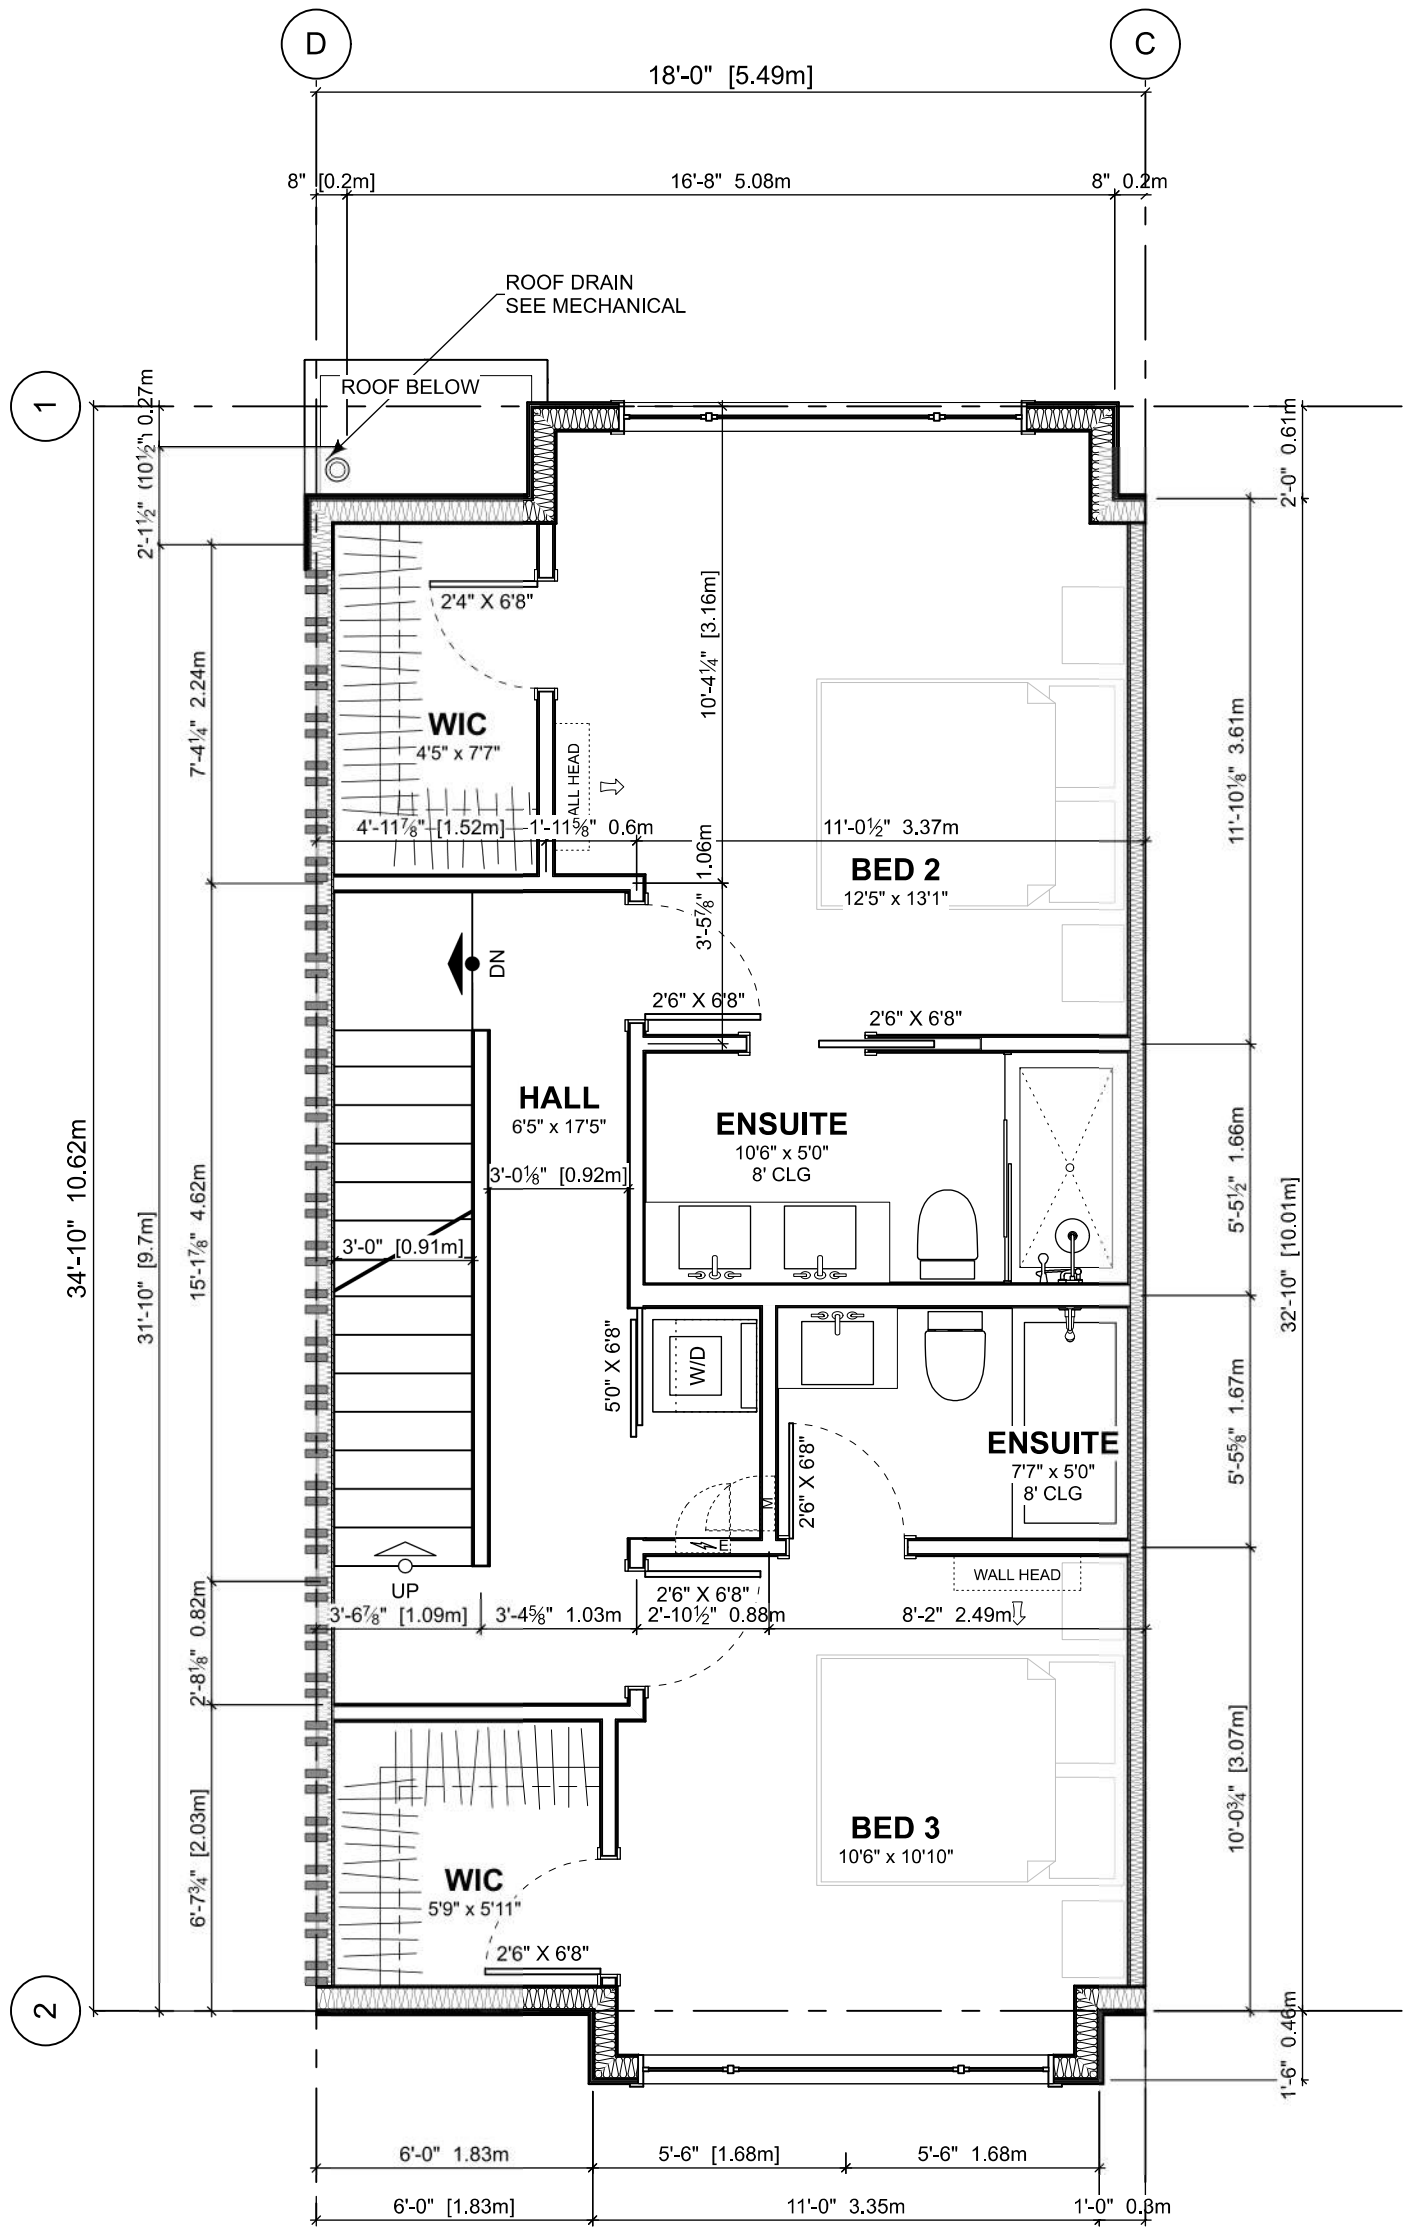 D
C
18'-0" [5.49m]
8" [0.2m]
16'-8" 5.08m
8" 0.2m
ROOF DRAIN
SEE MECHANICAL
ROOF BELOW
1
2'-1½" (10½") 0.27m
2'-0" 0.61m
2'4" X 6'8"
10'-4¼" [3.16m]
7'-4¼" 2.24m
WIC
4'5" x 7'7"
ALL HEAD
11'-10⅛" 3.61m
4'-11⅞" [1.52m]
1'-11⅝" 0.6m
1.06m
3'-5⅞"
11'-0½" 3.37m
BED 2
12'5" x 13'1"
DN
2'6" X 6'8"
2'6" X 6'8"
HALL
6'5" x 17'5"
ENSUITE
10'6" x 5'0"
8' CLG
3'-0⅛" [0.92m]
34'-10" 10.62m
31'-10" [9.7m]
15'-1⅞" 4.62m
3'-0" [0.91m]
5'-5½" 1.66m
32'-10" [10.01m]
5'0" X 6'8"
W/D
5'-5⅝" 1.67m
ENSUITE
7'7" x 5'0"
8' CLG
2'6" X 6'8"
M
E
WALL HEAD
UP
2'6" X 6'8"
3'-6⅞" [1.09m]
3'-4⅝" 1.03m
2'-10½" 0.88m
8'-2" 2.49m
2'-8⅛" 0.82m
10'-0¾" [3.07m]
BED 3
10'6" x 10'10"
6'-7¾" [2.03m]
WIC
5'9" x 5'11"
2'6" X 6'8"
2
1'-6" 0.46m
6'-0" 1.83m
5'-6" [1.68m]
5'-6" 1.68m
6'-0" [1.83m]
11'-0" 3.35m
1'-0" 0.3m